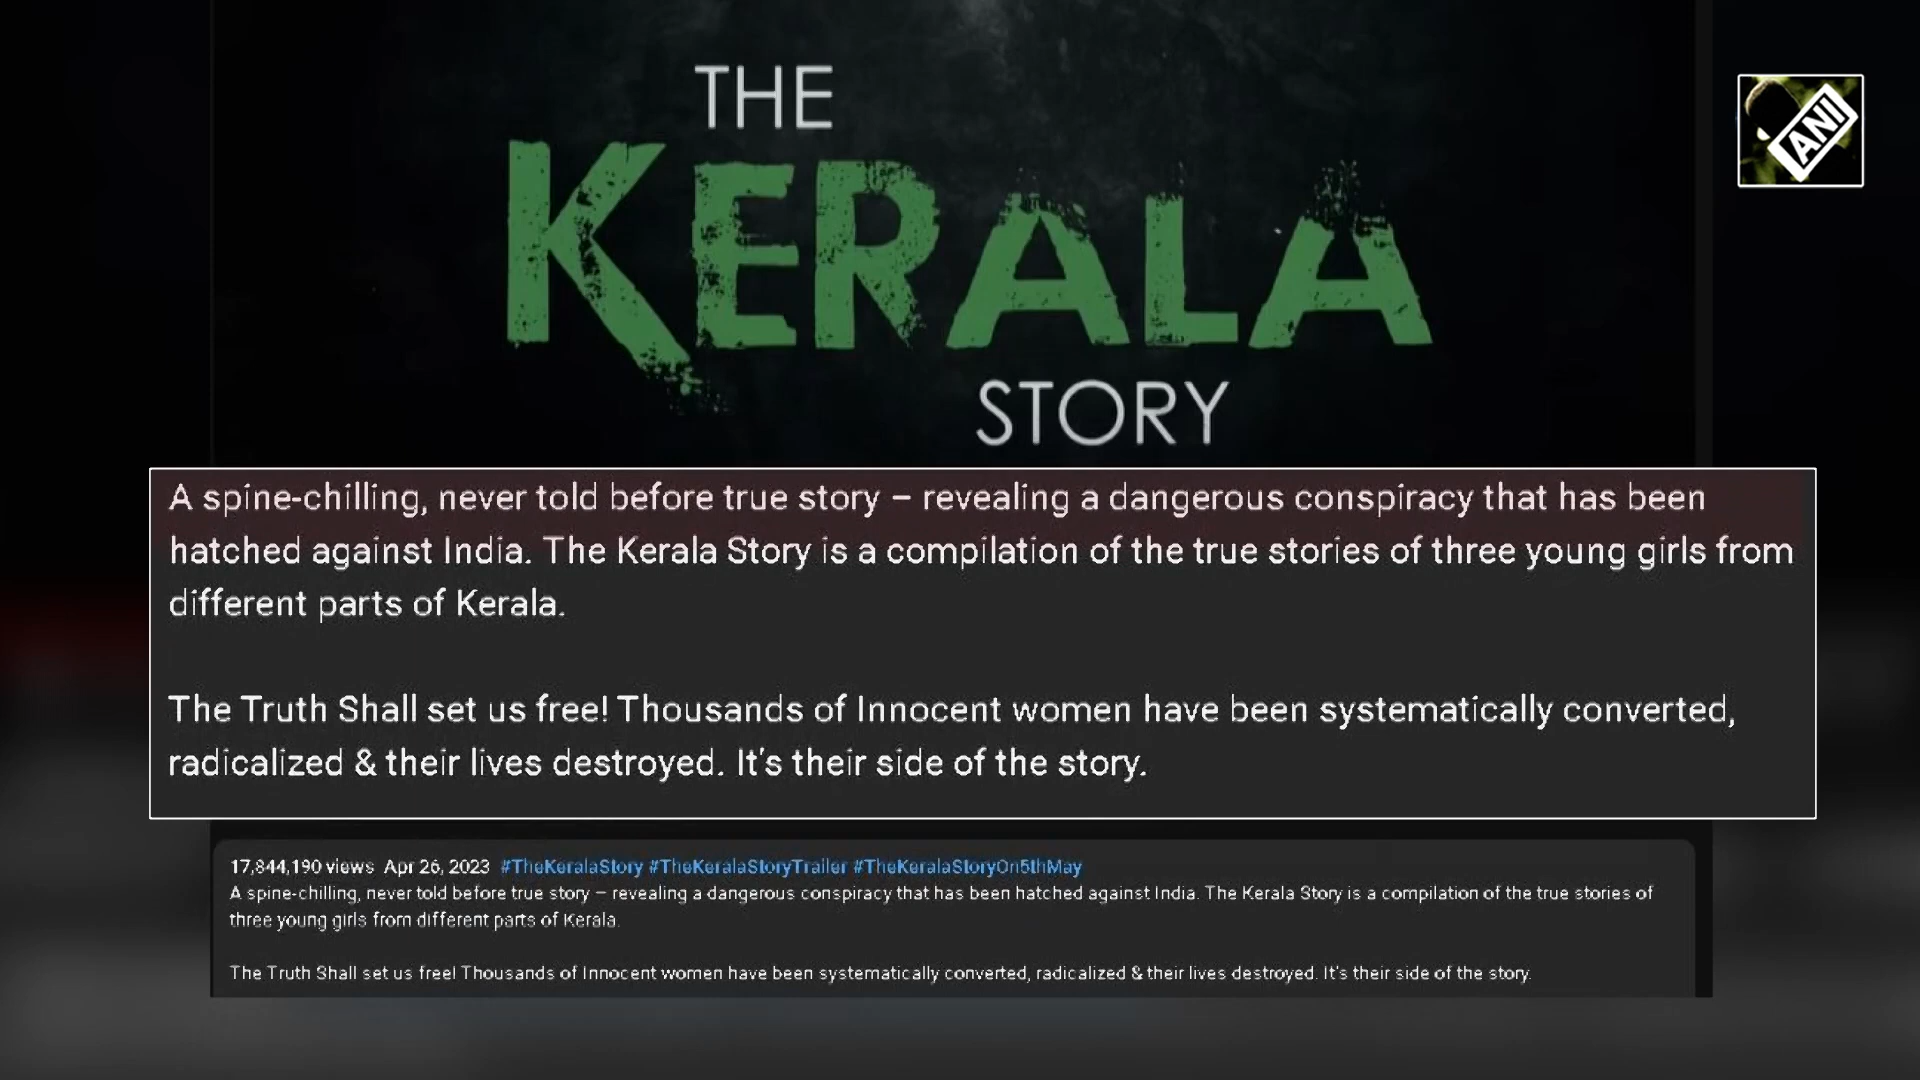 THE
KERALA
STORY
ANI
A spine-chilling, never told before true story – revealing a dangerous conspiracy that has been
hatched against India. The Kerala Story is a compilation of the true stories of three young girls from
different parts of Kerala.
The Truth Shall set us free! Thousands of Innocent women have been systematically converted,
radicalized & their lives destroyed. It's their side of the story.
17,844,190 views Apr 26, 2023 #TheKeralaStory #TheKeralaStoryTrailer #TheKeralaStoryOn5thMay
A spine-chilling, never told before true story – revealing a dangerous conspiracy that has been hatched against India. The Kerala Story is a compilation of the true stories of
three young girls from different parts of Kerala.
The Truth Shall set us free! Thousands of Innocent women have been systematically converted, radicalized & their lives destroyed. It's their side of the story.